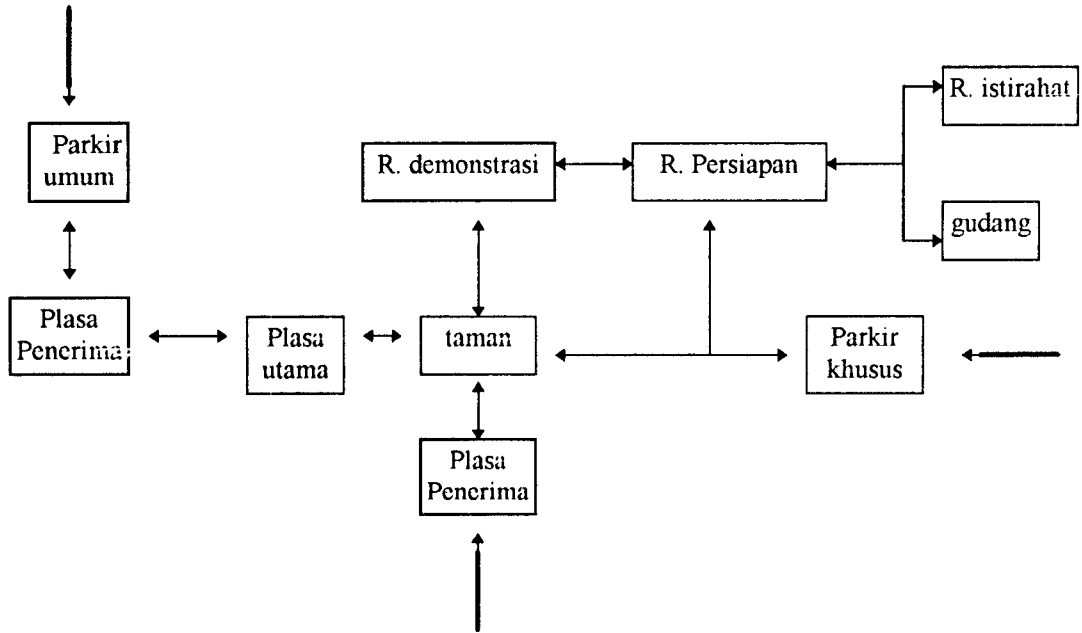 R. istirahat
Parkir
umum
R. demonstrasi
R. Persiapan
gudang
Plasa
Penerima
Plasa
utama
taman
Parkir
khusus
Plasa
Penerima